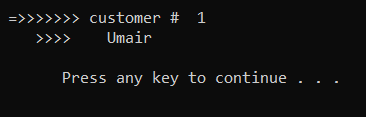 =>>>>>>> customer #  1
>>>>    Umair
Press any key to continue . . .